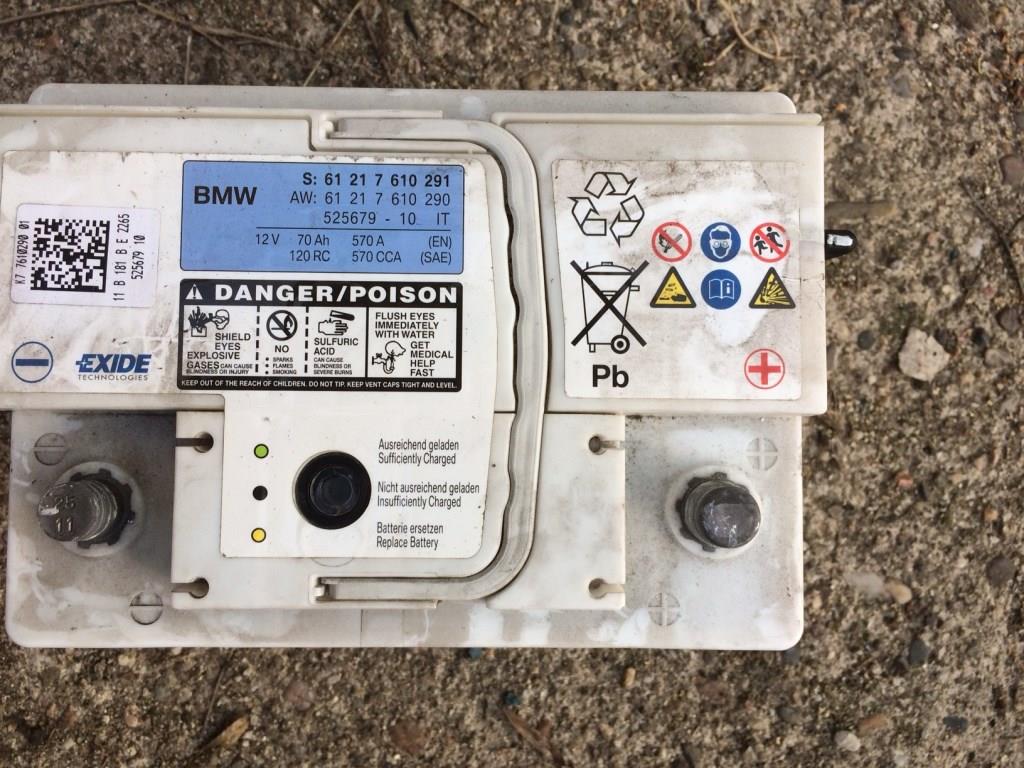 BMW
S: 61 21 7 610 291
AW: 61 21 7 610 290
525679 - 10 IT
12 V 70 Ah 570 A (EN)
120 RC 570 CCA (SAE)
K7 7610290 01
11 B 181 B E 2265
525679 10
DANGER/POISON
SHIELD
EYES
EXPLOSIVE
GASES CAN CAUSE
BLINDNESS OR INJURY
NO
• SPARKS
• FLAMES
• SMOKING
SULFURIC
ACID
CAN CAUSE
BLINDNESS OR
SEVERE BURNS
FLUSH EYES
IMMEDIATELY
WITH WATER
GET
MEDICAL
HELP
FAST
KEEP OUT OF THE REACH OF CHILDREN. DO NOT TIP. KEEP VENT CAPS TIGHT AND LEVEL.
EXIDE
TECHNOLOGIES
Pb
Ausreichend geladen
Sufficiently Charged
Nicht ausreichend geladen
Insufficiently Charged
Batterie ersetzen
Replace Battery
25
11